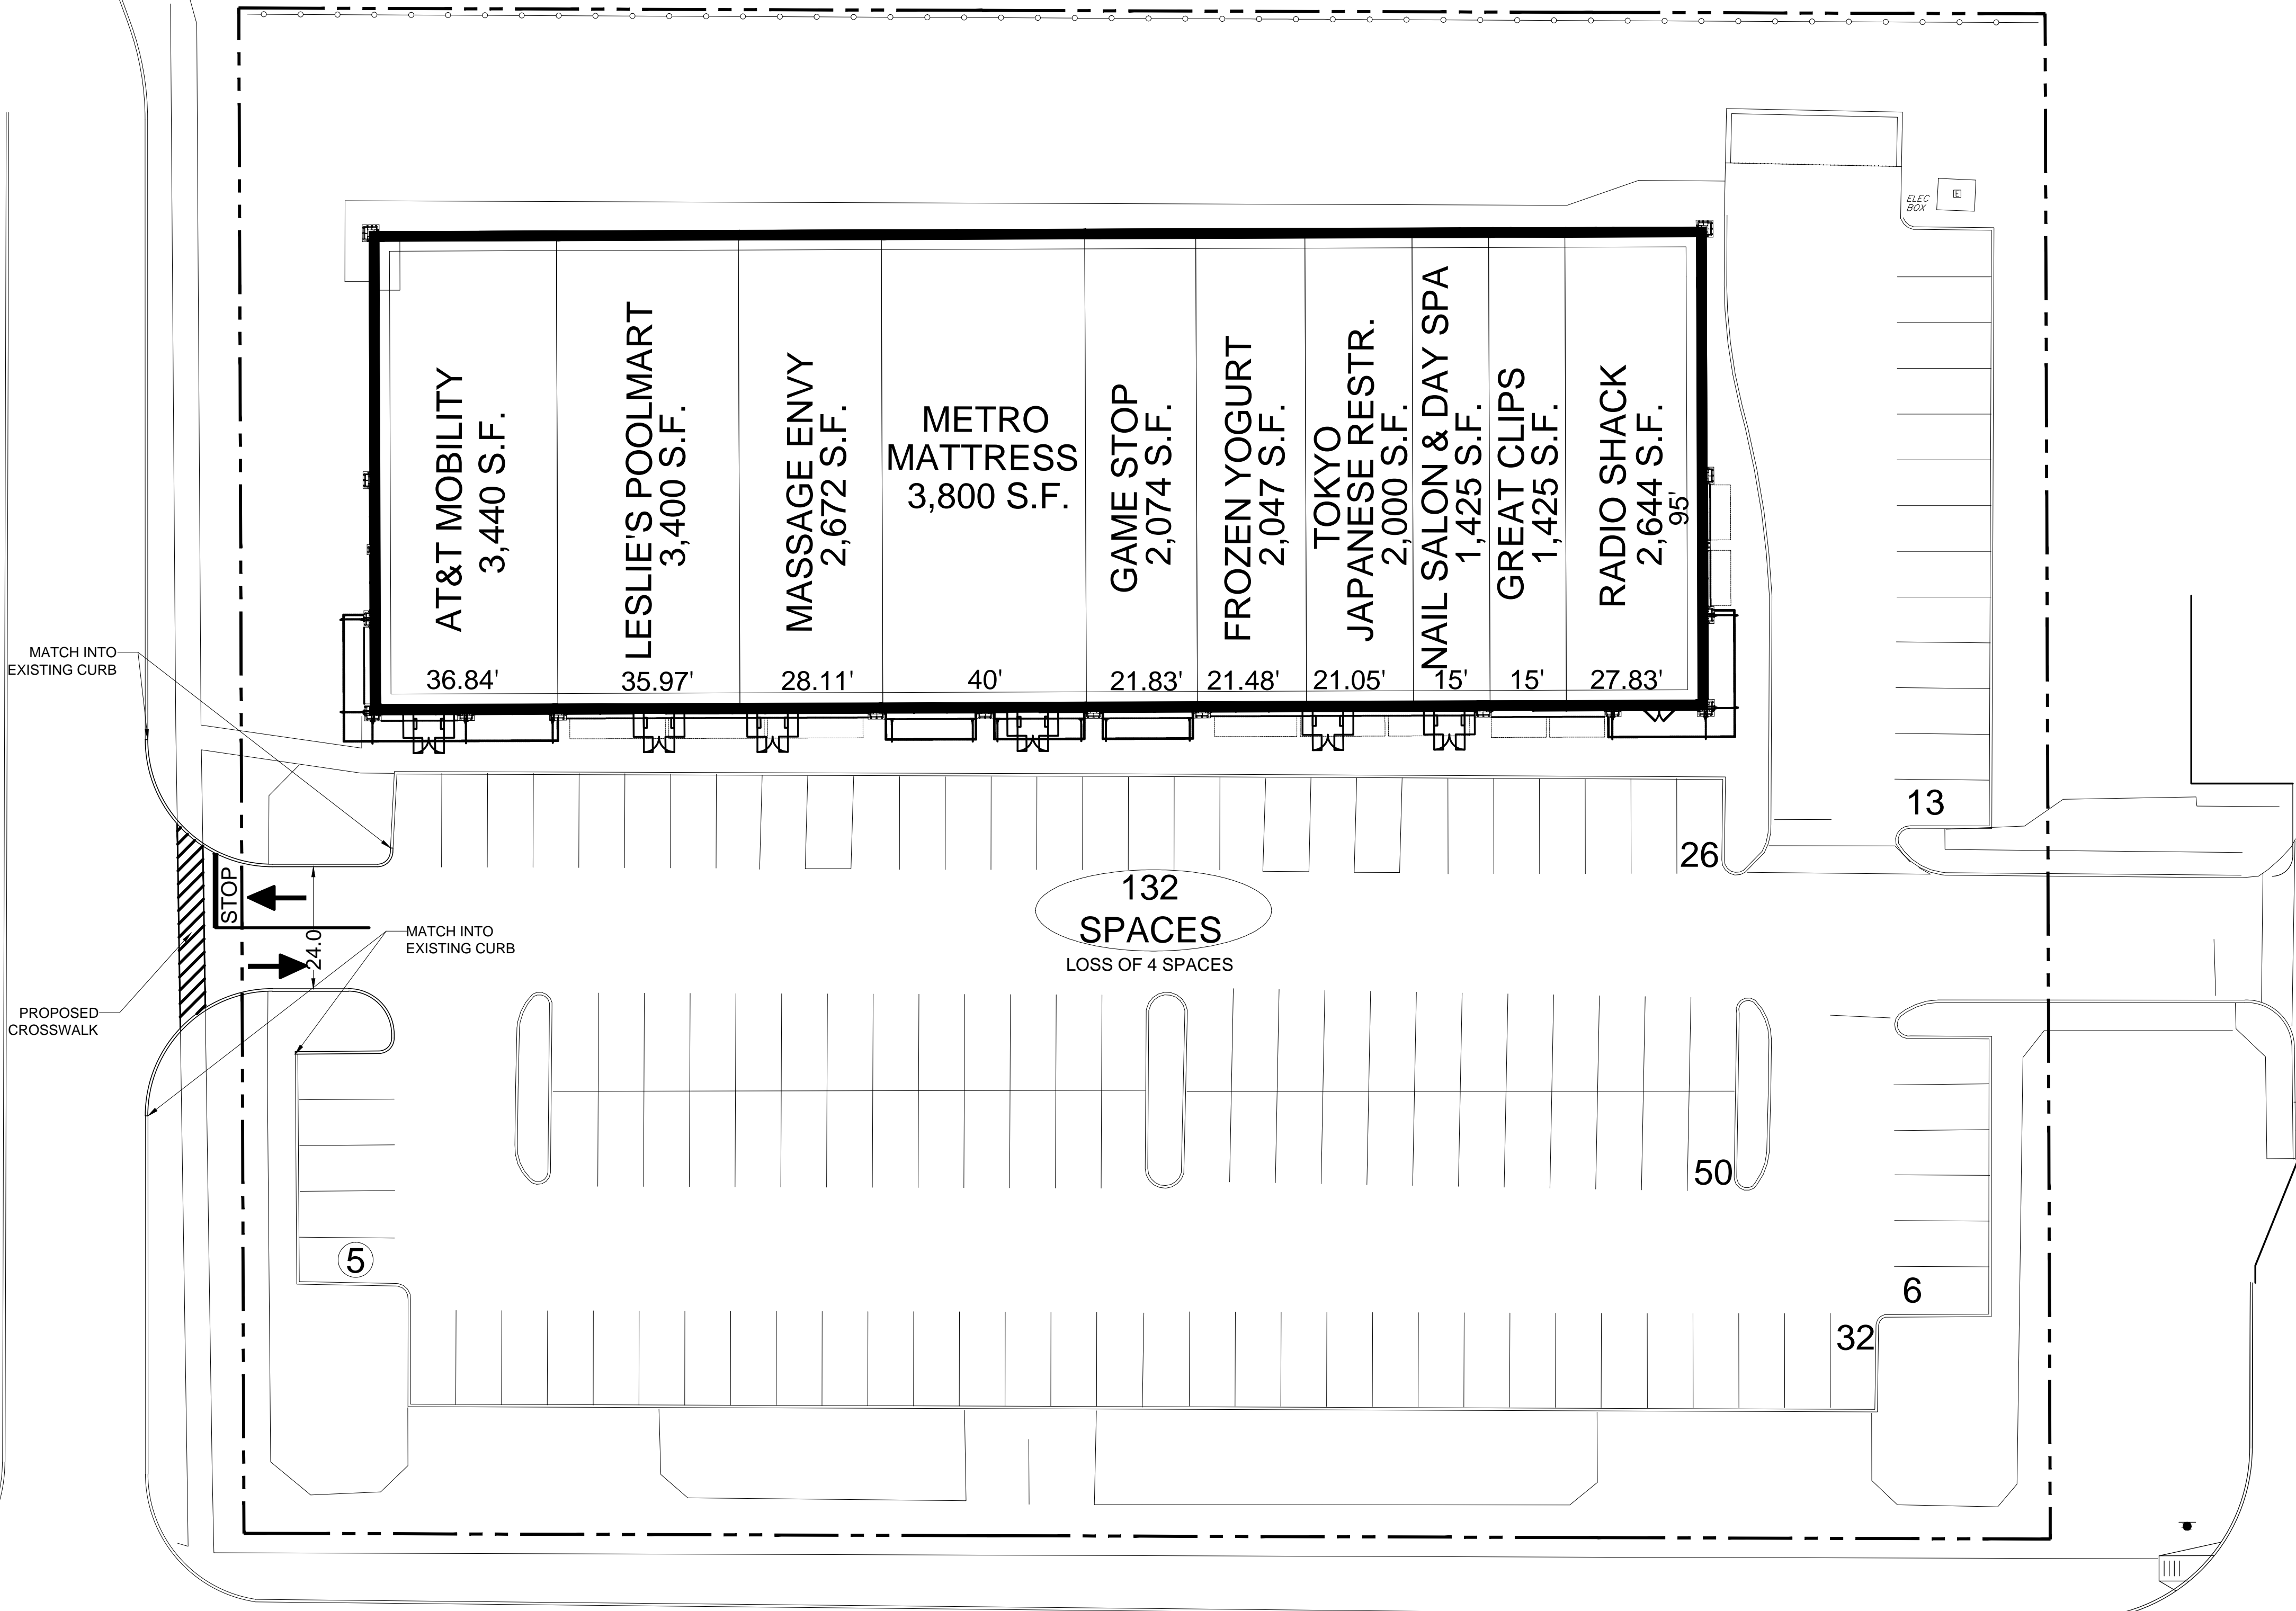 ELEC
BOX
E
AT&T MOBILITY
3,440 S.F.
LESLIE'S POOLMART
3,400 S.F.
MASSAGE ENVY
2,672 S.F.
METRO
MATTRESS
3,800 S.F.
GAME STOP
2,074 S.F.
FROZEN YOGURT
2,047 S.F.
TOKYO
JAPANESE RESTR.
2,000 S.F.
NAIL SALON & DAY SPA
1,425 S.F.
GREAT CLIPS
1,425 S.F.
RADIO SHACK
2,644 S.F.
95'
36.84'
35.97'
28.11'
40'
21.83'
21.48'
21.05'
15'
15'
27.83'
MATCH INTO
EXISTING CURB
13
26
132
SPACES
LOSS OF 4 SPACES
STOP
24.0
MATCH INTO
EXISTING CURB
PROPOSED
CROSSWALK
50
5
6
32